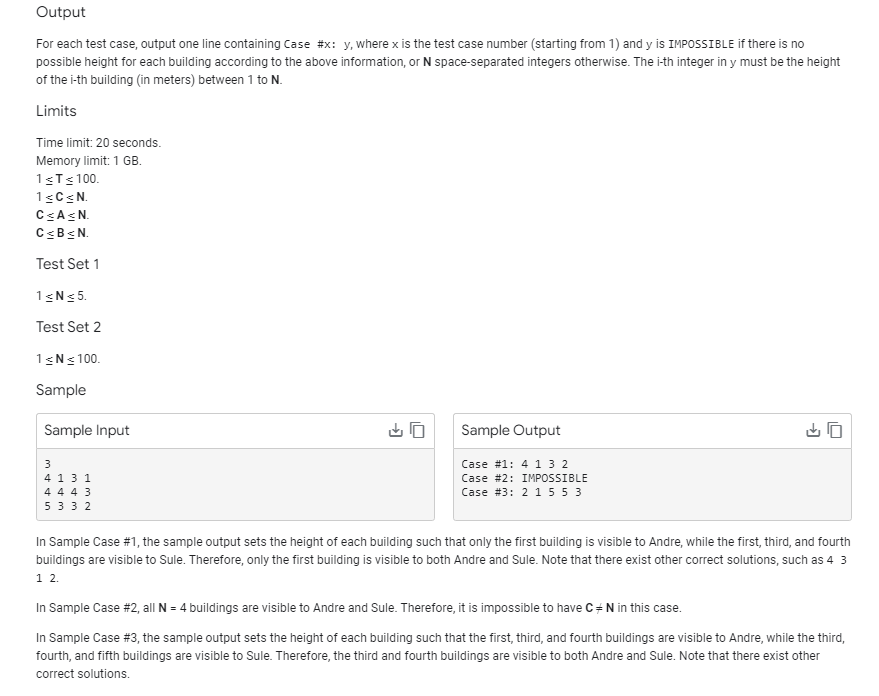 Output
For each test case, output one line containing Case #x: y, where x is the test case number (starting from 1) and y is IMPOSSIBLE if there is no
possible height for each building according to the above information, or N space-separated integers otherwise. The i-th integer in y must be the height
of the i-th building (in meters) between 1 to N.
Limits
Time limit: 20 seconds.
Memory limit: 1 GB.
1 ≤ T ≤ 100.
1 ≤ C ≤ N.
C ≤ A ≤ N.
C ≤ B ≤ N.
Test Set 1
1 ≤ N ≤ 5.
Test Set 2
1 ≤ N ≤ 100.
Sample
Sample Input
3
4 1 3 1
4 4 4 3
5 3 3 2
Sample Output
Case #1: 4 1 3 2
Case #2: IMPOSSIBLE
Case #3: 2 1 5 5 3
In Sample Case #1, the sample output sets the height of each building such that only the first building is visible to Andre, while the first, third, and fourth
buildings are visible to Sule. Therefore, only the first building is visible to both Andre and Sule. Note that there exist other correct solutions, such as 4 3
1 2.
In Sample Case #2, all N = 4 buildings are visible to Andre and Sule. Therefore, it is impossible to have C ≠ N in this case.
In Sample Case #3, the sample output sets the height of each building such that the first, third, and fourth buildings are visible to Andre, while the third,
fourth, and fifth buildings are visible to Sule. Therefore, the third and fourth buildings are visible to both Andre and Sule. Note that there exist other
correct solutions.